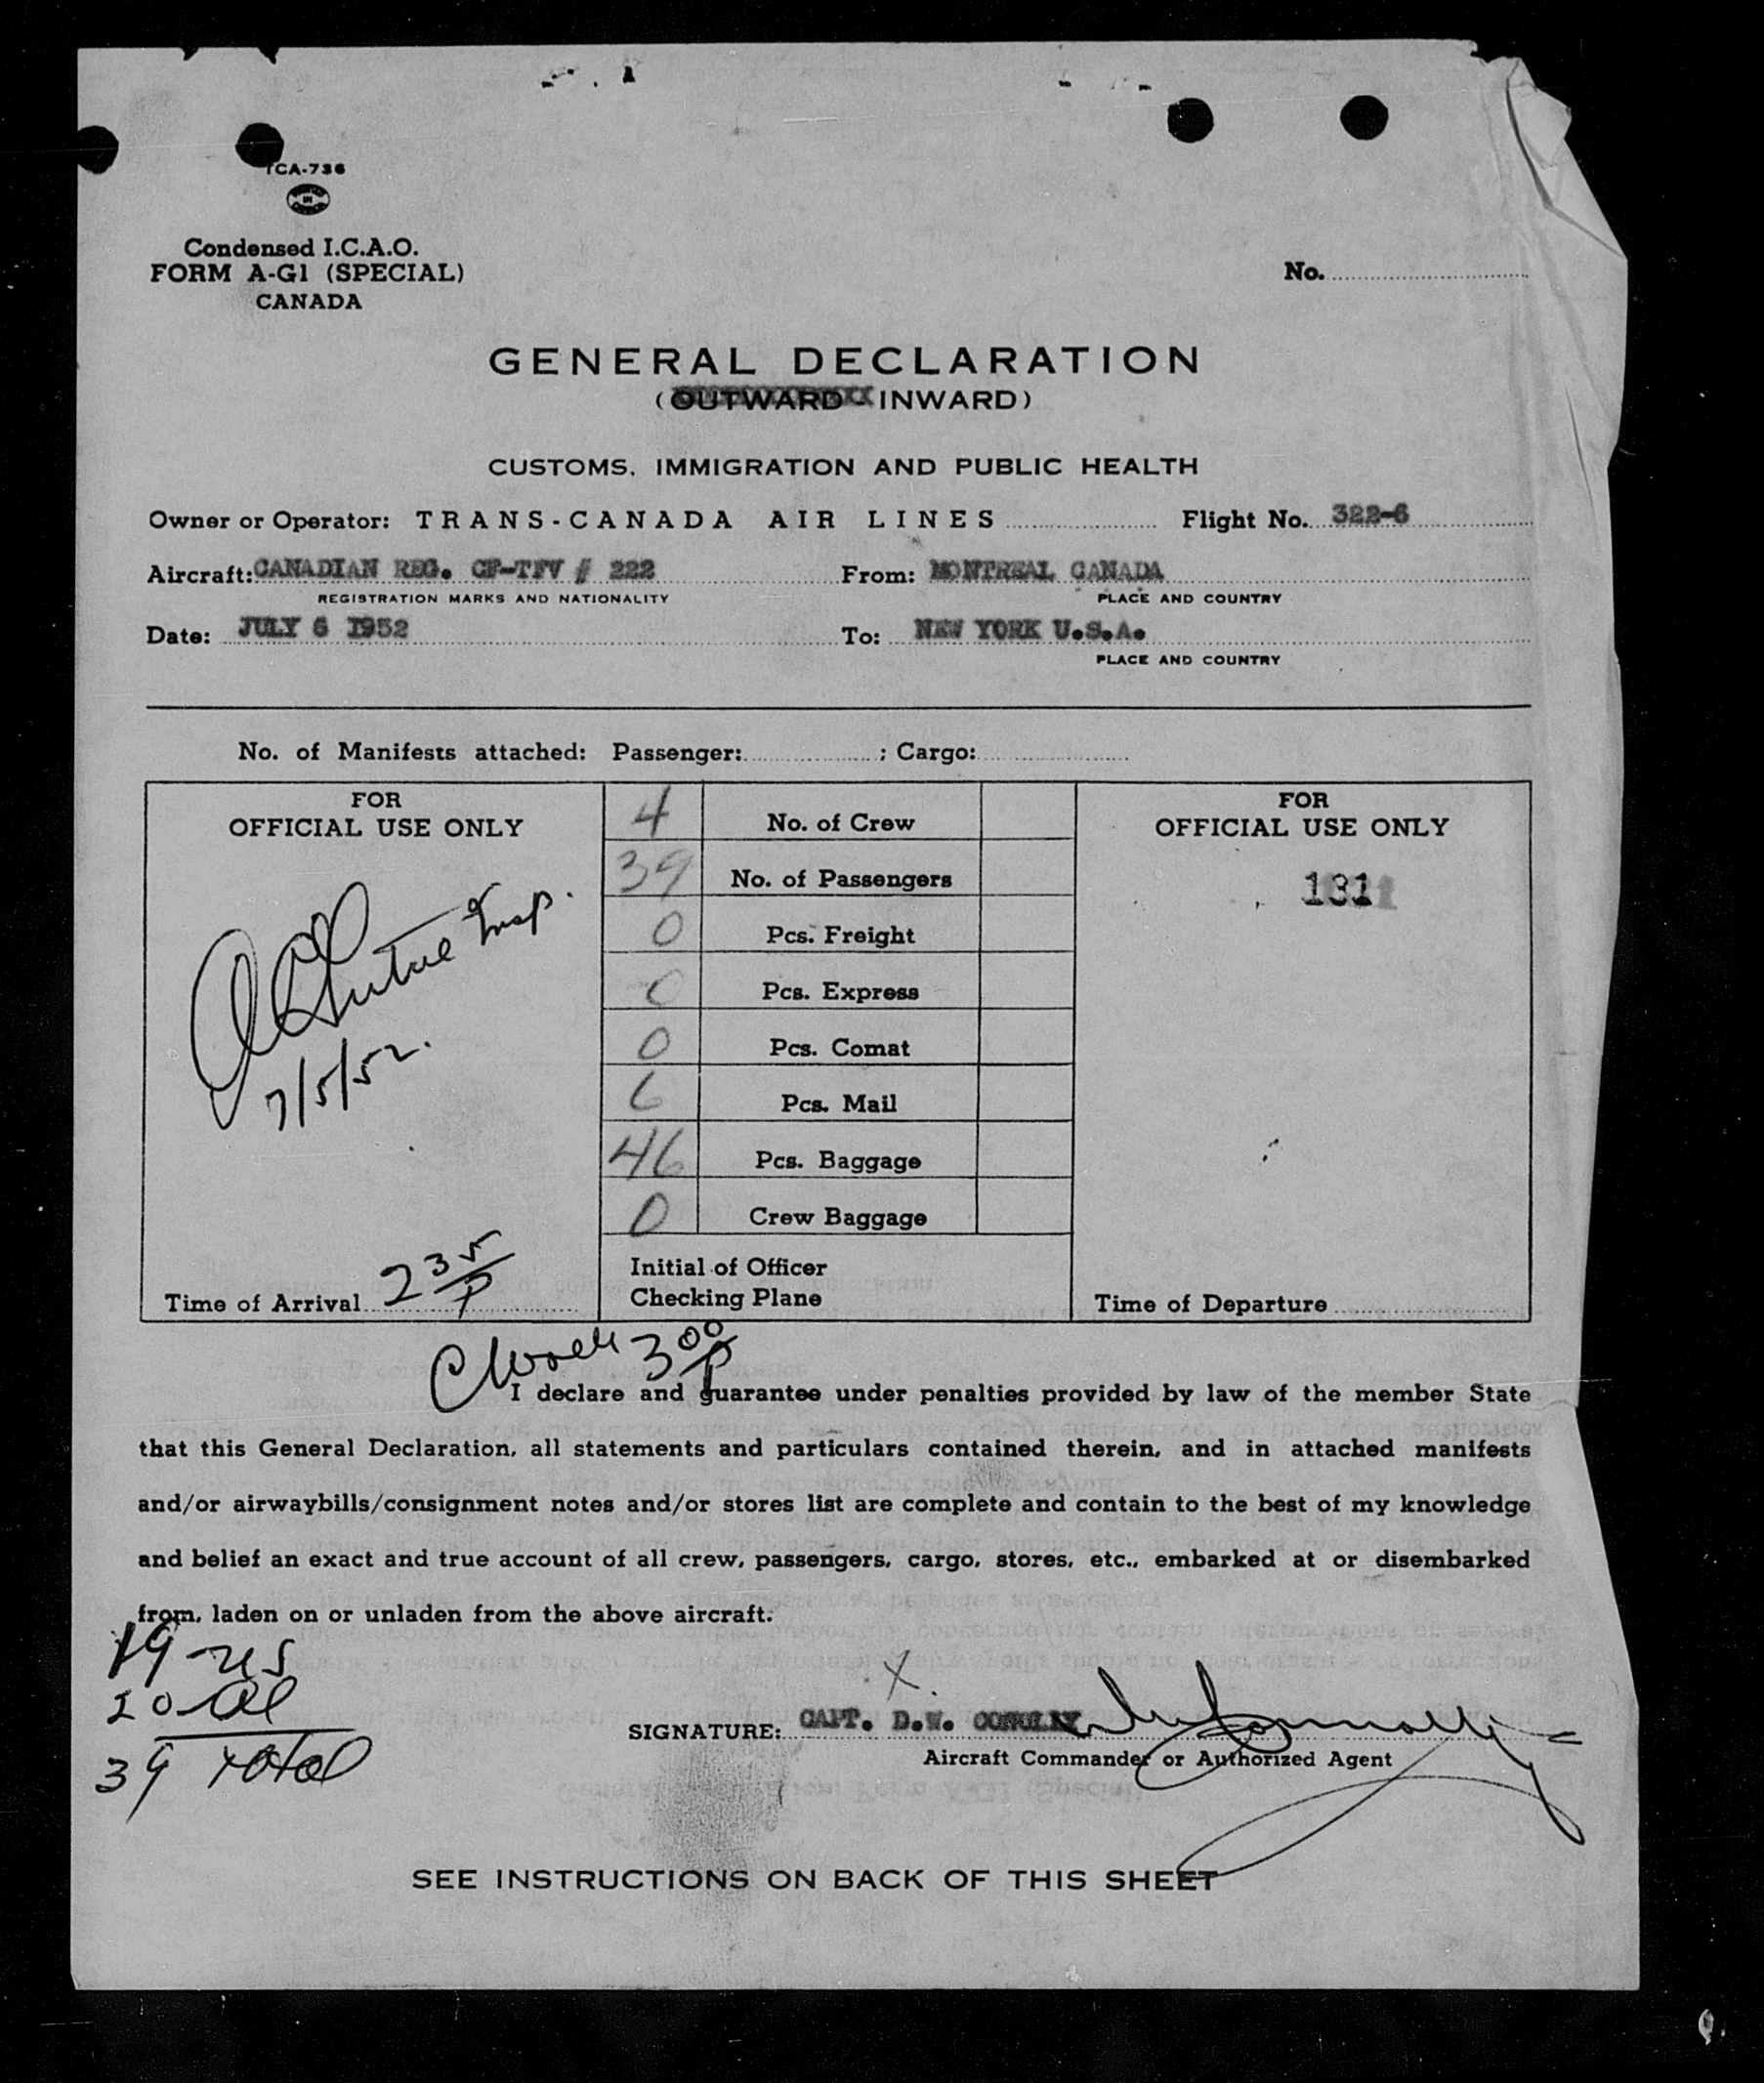 TCA-736
Condensed I.C.A.O.
FORM A-G1 (SPECIAL)
CANADA
No.
GENERAL DECLARATION
(OUTWARD - INWARD)
CUSTOMS, IMMIGRATION AND PUBLIC HEALTH
Owner or Operator: TRANS-CANADA AIR LINES Flight No. 322-6
Aircraft: CANADIAN REG. CF-TFV # 222 From: MONTREAL CANADA
REGISTRATION MARKS AND NATIONALITY PLACE AND COUNTRY
Date: JULY 6 1952 To: NEW YORK U.S.A.
PLACE AND COUNTRY
No. of Manifests attached: Passenger: ; Cargo:
FOR
OFFICIAL USE ONLY
Insp.
7/5/52.
Time of Arrival 2 35/P
4 No. of Crew
39 No. of Passengers
0 Pcs. Freight
0 Pcs. Express
0 Pcs. Comat
6 Pcs. Mail
46 Pcs. Baggage
0 Crew Baggage
Initial of Officer
Checking Plane
FOR
OFFICIAL USE ONLY
131
Time of Departure
3 00/P
I declare and guarantee under penalties provided by law of the member State
that this General Declaration, all statements and particulars contained therein, and in attached manifests
and/or airwaybills/consignment notes and/or stores list are complete and contain to the best of my knowledge
and belief an exact and true account of all crew, passengers, cargo, stores, etc., embarked at or disembarked
from, laden on or unladen from the above aircraft.
19 US
20 al
39 total
X
SIGNATURE: CAPT. D.W. CONOLLY
Aircraft Commander or Authorized Agent
SEE INSTRUCTIONS ON BACK OF THIS SHEET